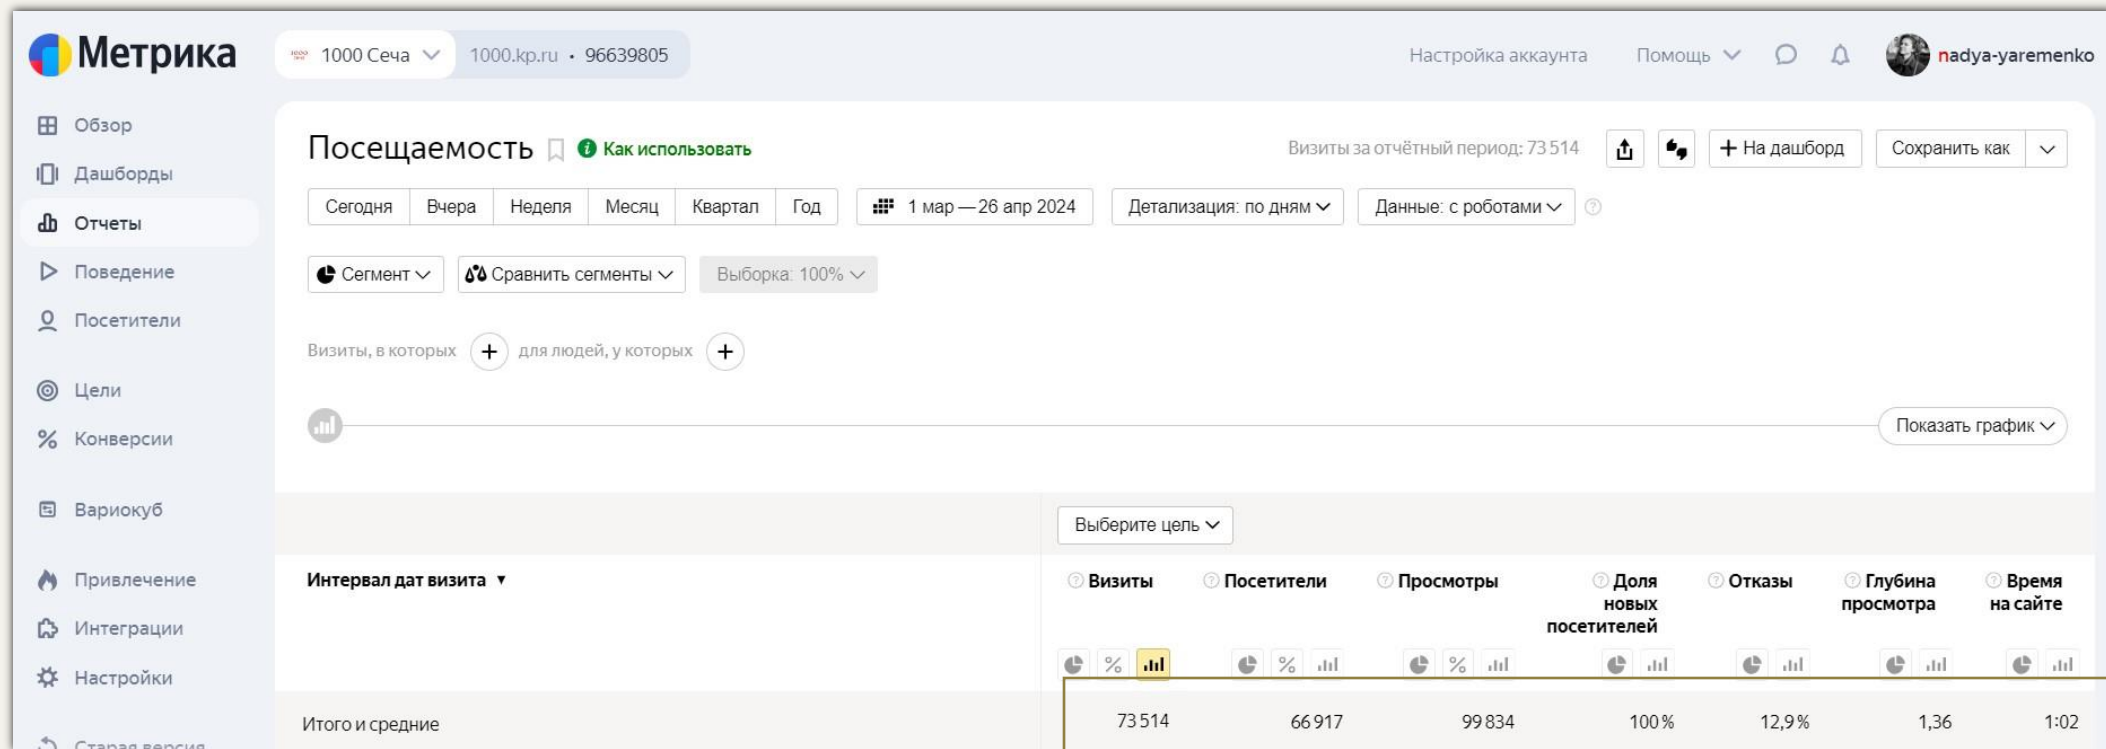 Метрика
1000 Сеча
1000.kp.ru • 96639805
Настройка аккаунта
Помощь
nadya-yaremenko
Обзор
Дашборды
Отчеты
Поведение
Посетители
Цели
Конверсии
Вариокуб
Привлечение
Интеграции
Настройки
Старая версия
Посещаемость
Как использовать
Визиты за отчётный период: 73 514
На дашборд
Сохранить как
Сегодня Вчера Неделя Месяц Квартал Год
1 мар — 26 апр 2024
Детализация: по дням
Данные: с роботами
Сегмент
Сравнить сегменты
Выборка: 100%
Визиты, в которых + для людей, у которых +
Показать график
Выберите цель
Интервал дат визита ▼
Визиты
Посетители
Просмотры
Доля
новых
посетителей
Отказы
Глубина
просмотра
Время
на сайте
Итого и средние 73 514 66 917 99 834 100 % 12,9 % 1,36 1:02